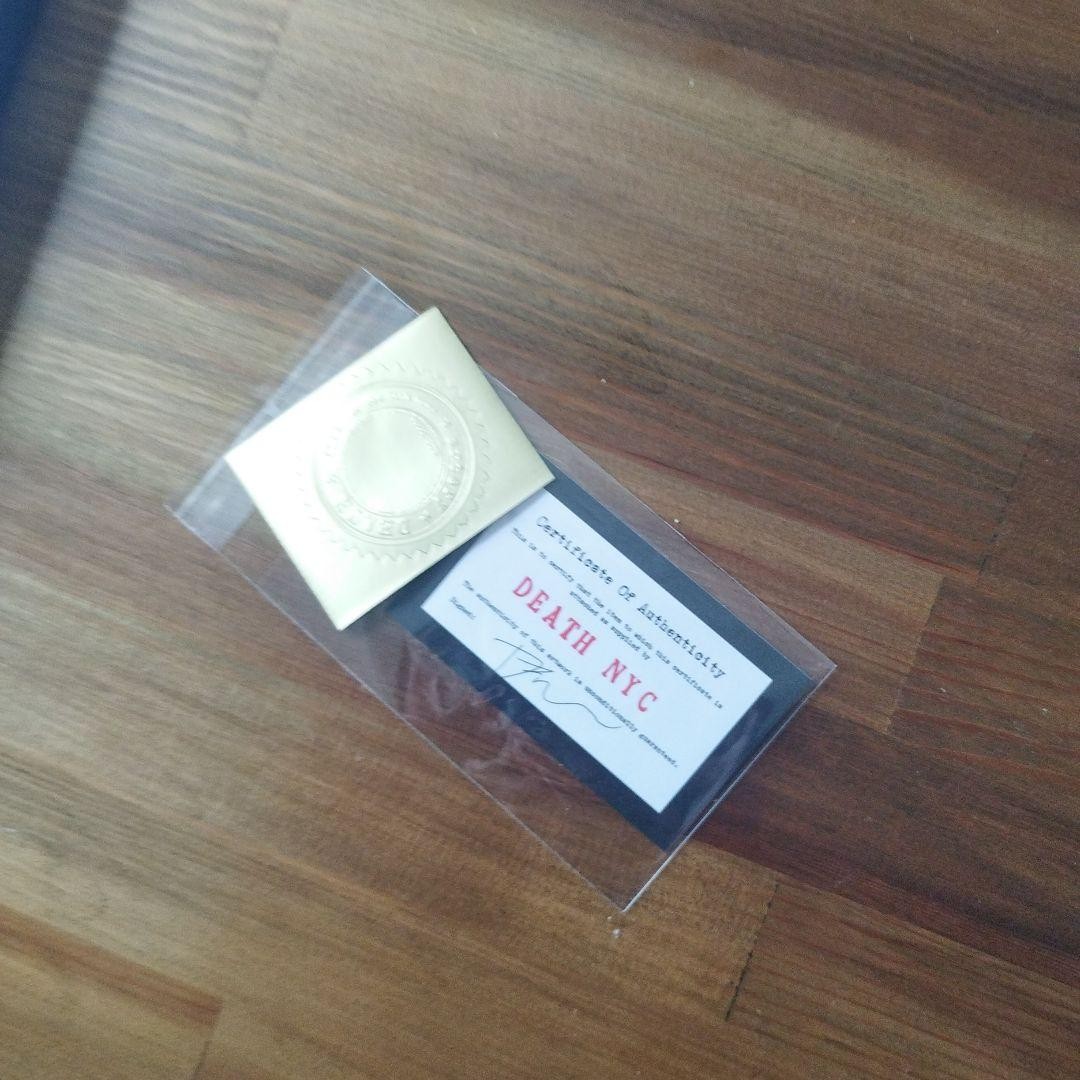 Certificate Of Authenticity
This is to certify that the item to which this certificate is
attached as supplied by
DEATH NYC
The authenticity of this artwork is unconditionally guaranteed.
Signed: